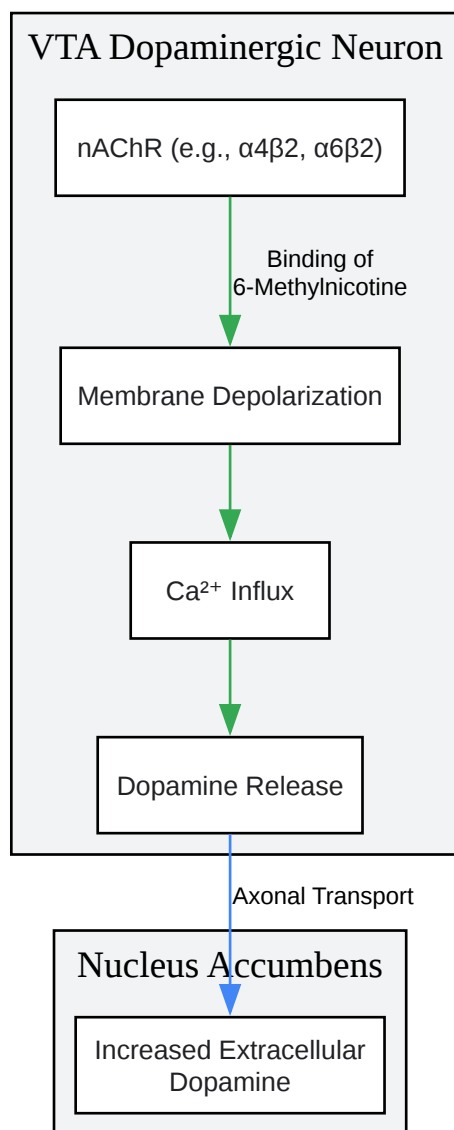 VTA Dopaminergic Neuron
nAChR (e.g., α4β2, α6β2)
Binding of
6-Methylnicotine
Membrane Depolarization
Ca²⁺ Influx
Dopamine Release
Axonal Transport
Nucleus Accumbens
Increased Extracellular
Dopamine